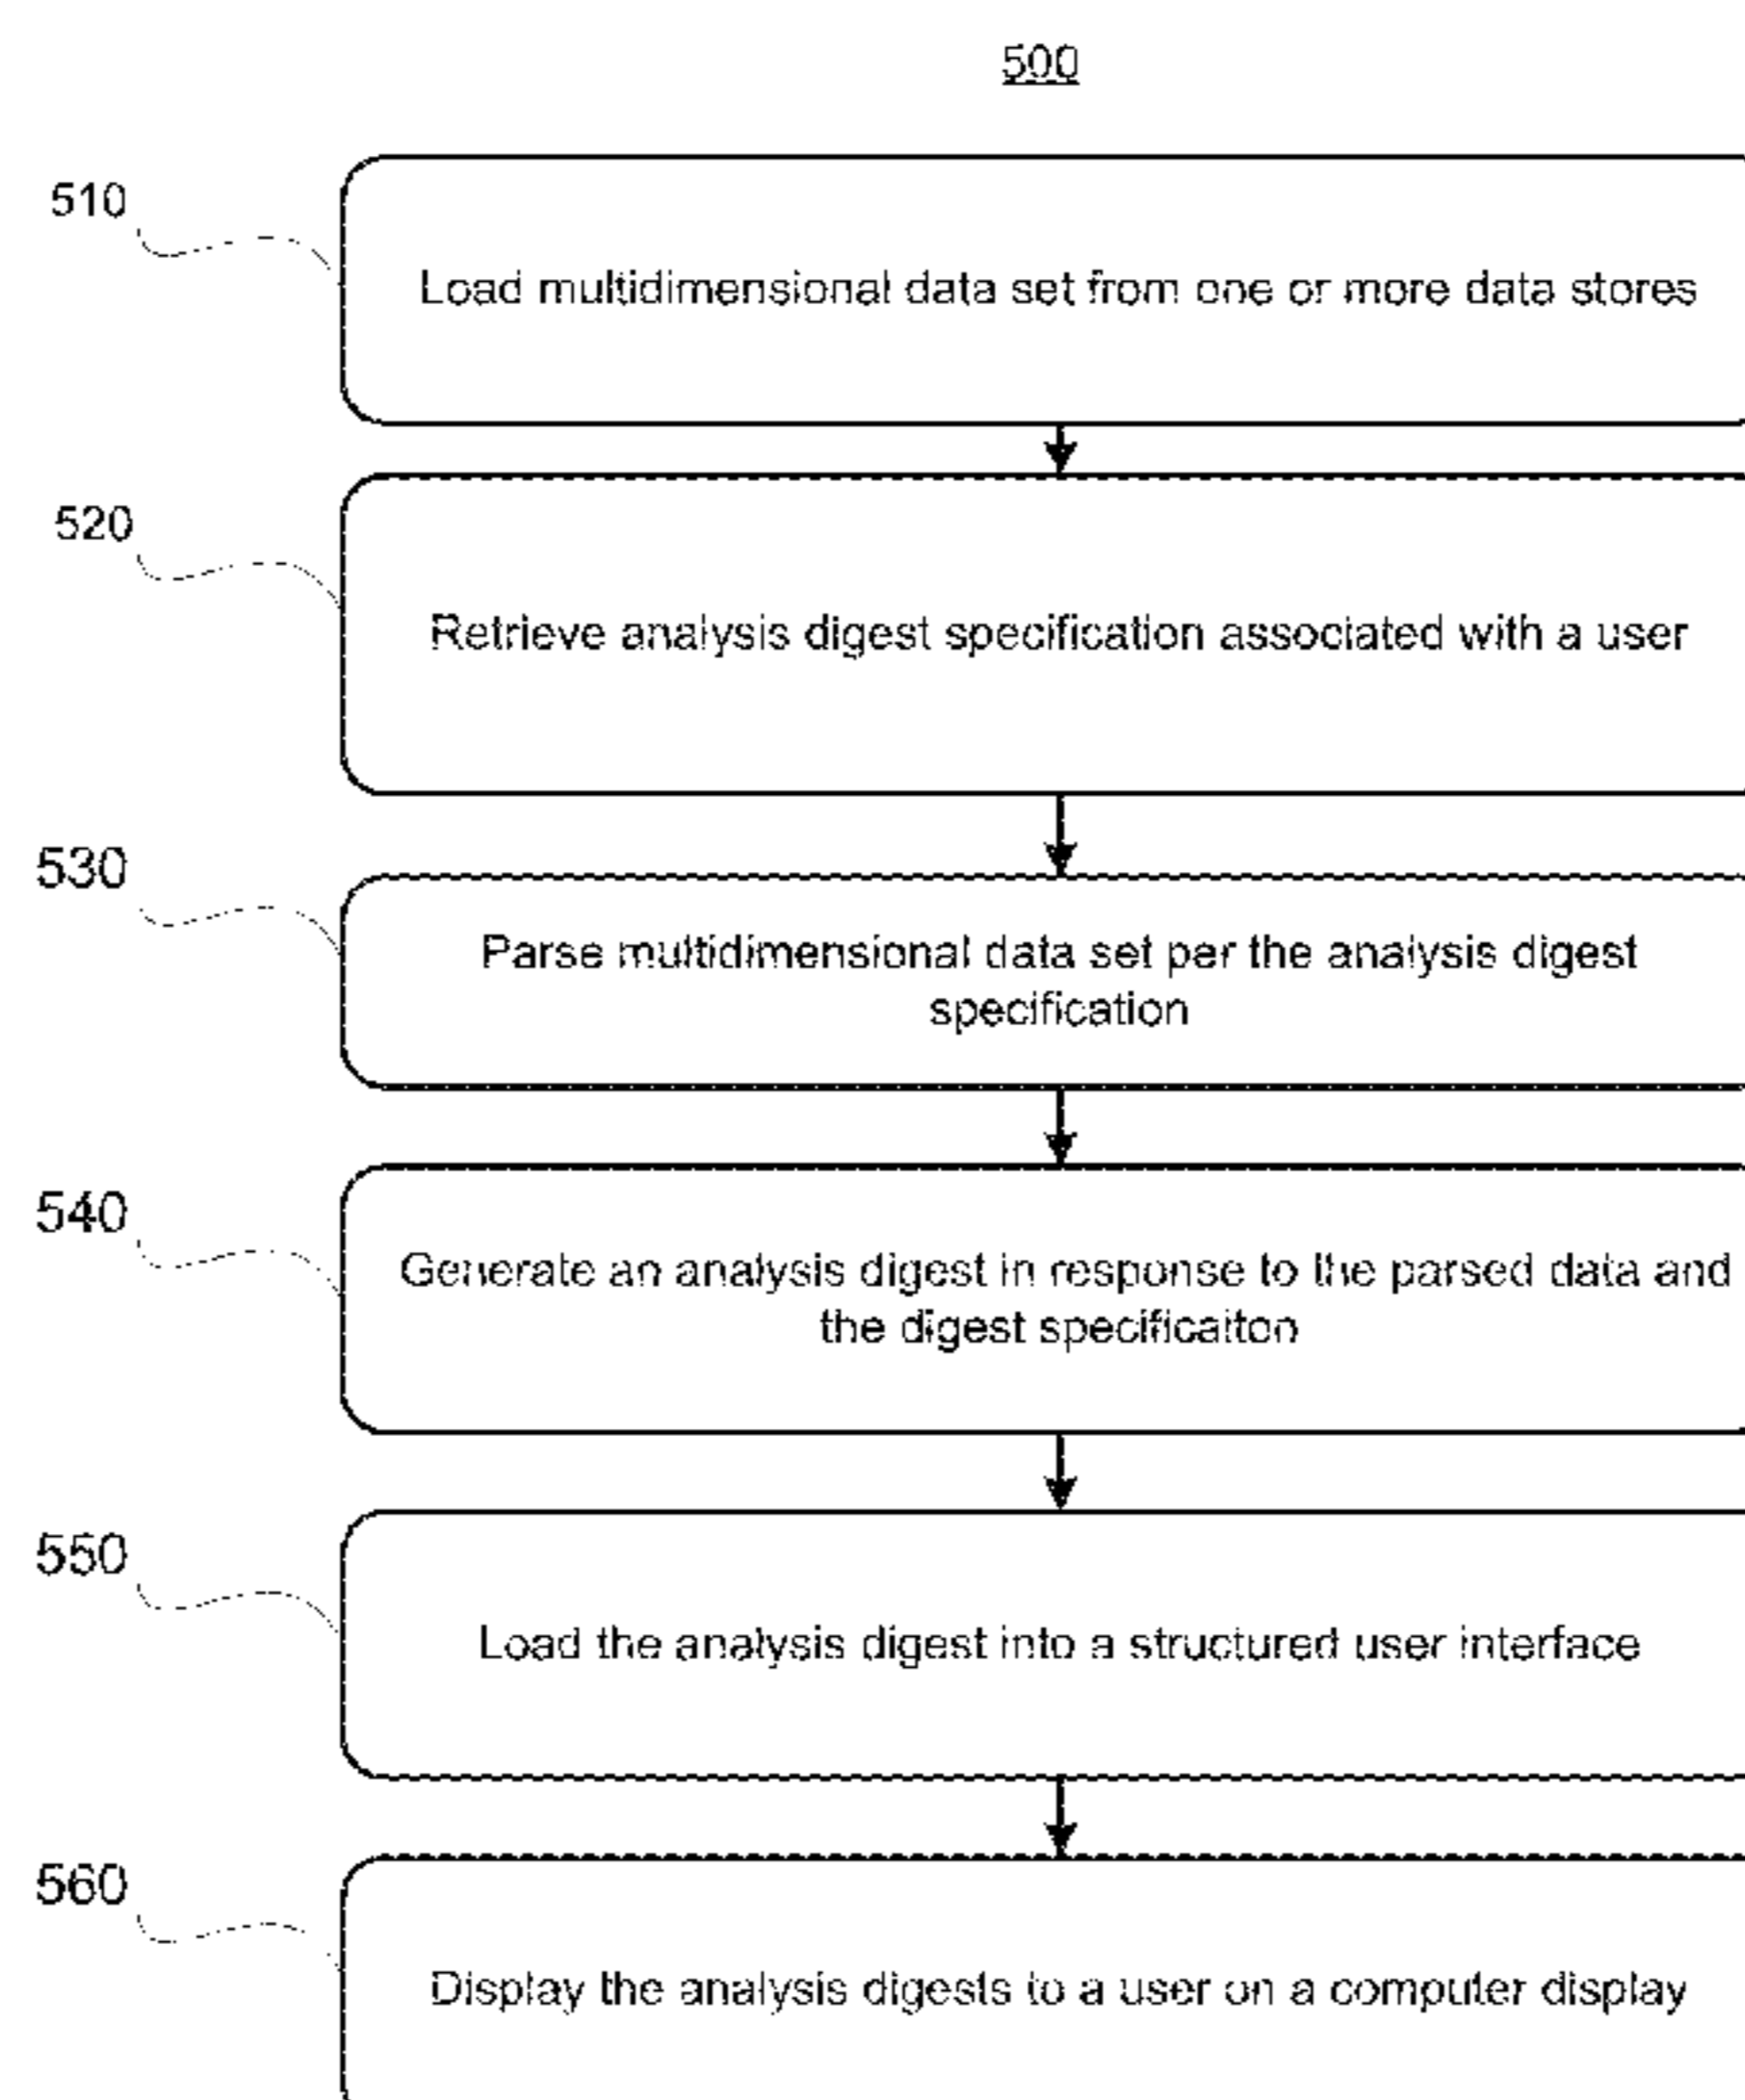 500
510
Load multidimensional data set from one or more data stores
520
Retrieve analysis digest specification associated with a user
530
Parse multidimensional data set per the analysis digest
specification
540
Generate an analysis digest in response to the parsed data and
the digest specificaiton
550
Load the analysis digest into a structured user interface
560
Display the analysis digests to a user on a computer display